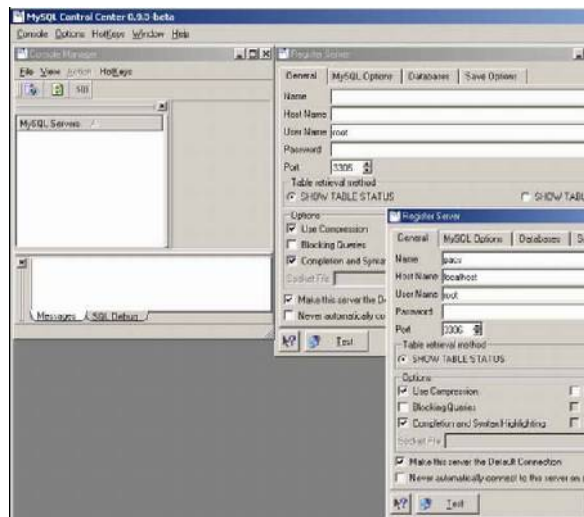 MySQL Control Center 0.9.3-beta
Console Options HotKeys Window Help
Console Manager
File View Action HotKeys
SQL
MySQL Servers
Messages SQL Debug
Register Server
General MySQL Options Databases Save Options
Name
Host Name
User Name root
Password
Port 3306
Table retrieval method
SHOW TABLE STATUS SHOW TABL
Options
Use Compression
Blocking Queries
Completion and Syntax
Socket File
Make this server the D
Never automatically co
Test
Register Server
General MySQL Options Databases S
Name pacs
Host Name localhost
User Name root
Password
Port 3306
Table retrieval method
SHOW TABLE STATUS
Options
Use Compression
Blocking Queries
Completion and Syntax Highlighting
Socket File
Make this server the Default Connection
Never automatically connect to this server on
Test